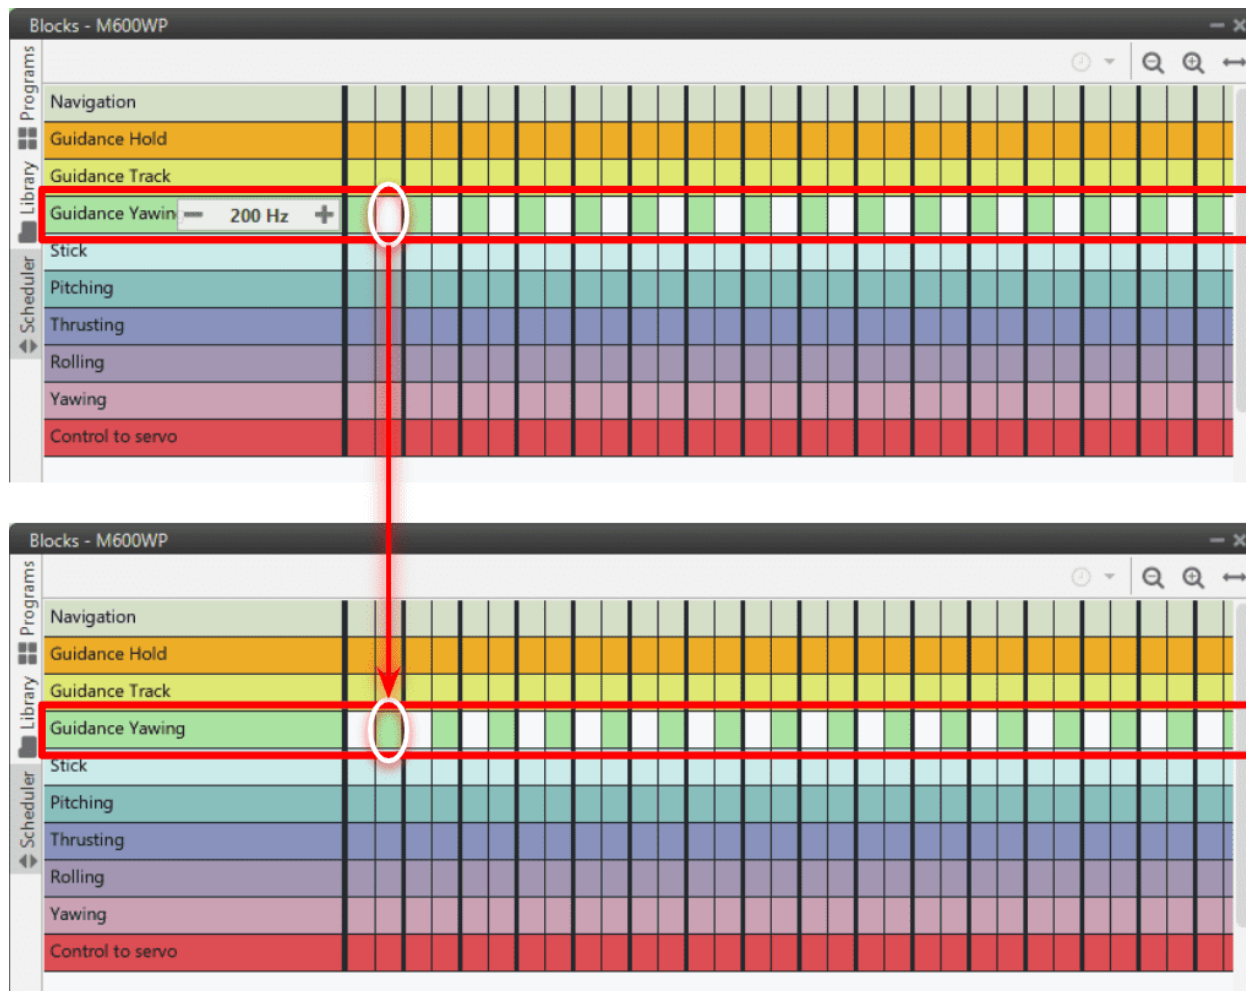 Blocks - M600WP
Programs
Library
Scheduler
Navigation
Guidance Hold
Guidance Track
Guidance Yawin
200 Hz
Stick
Pitching
Thrusting
Rolling
Yawing
Control to servo
Blocks - M600WP
Programs
Library
Scheduler
Navigation
Guidance Hold
Guidance Track
Guidance Yawing
Stick
Pitching
Thrusting
Rolling
Yawing
Control to servo